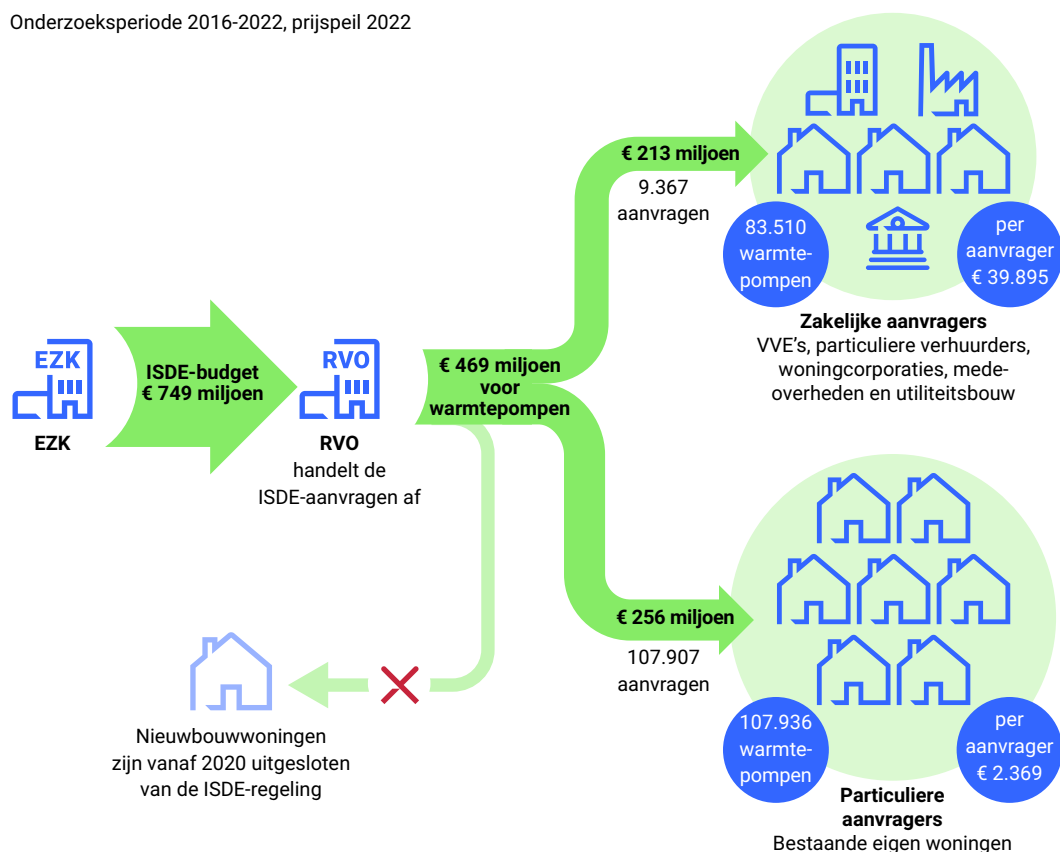 Onderzoeksperiode 2016-2022, prijspeil 2022
EZK
EZK
ISDE-budget
€ 749 miljoen
RVO
RVO
handelt de
ISDE-aanvragen af
€ 469 miljoen
voor
warmtepompen
€ 213 miljoen
9.367
aanvragen
83.510
warmte-
pompen
per
aanvrager
€ 39.895
Zakelijke aanvragers
VVE's, particuliere verhuurders,
woningcorporaties, mede-
overheden en utiliteitsbouw
€ 256 miljoen
107.907
aanvragen
107.936
warmte-
pompen
per
aanvrager
€ 2.369
Particuliere
aanvragers
Bestaande eigen woningen
Nieuwbouwwoningen
zijn vanaf 2020 uitgesloten
van de ISDE-regeling